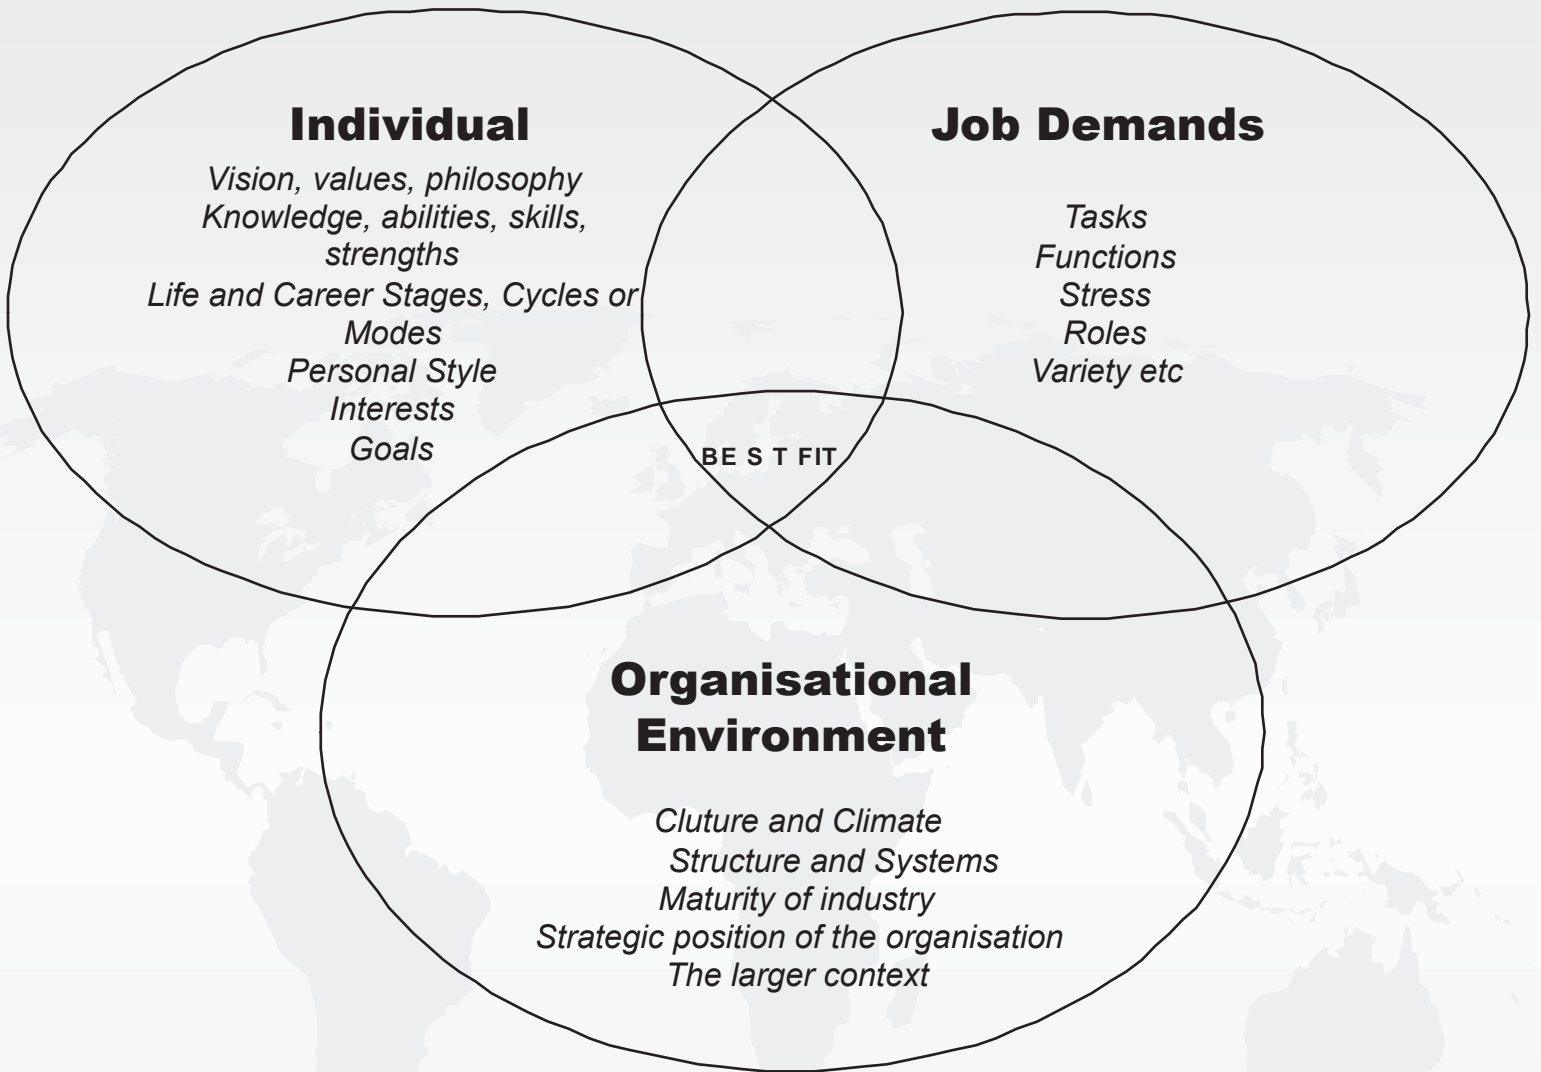 Individual
Vision, values, philosophy
Knowledge, abilities, skills,
strengths
Life and Career Stages, Cycles or
Modes
Personal Style
Interests
Goals
Job Demands
Tasks
Functions
Stress
Roles
Variety etc
BE S T FIT
Organisational
Environment
Cluture and Climate
Structure and Systems
Maturity of industry
Strategic position of the organisation
The larger context